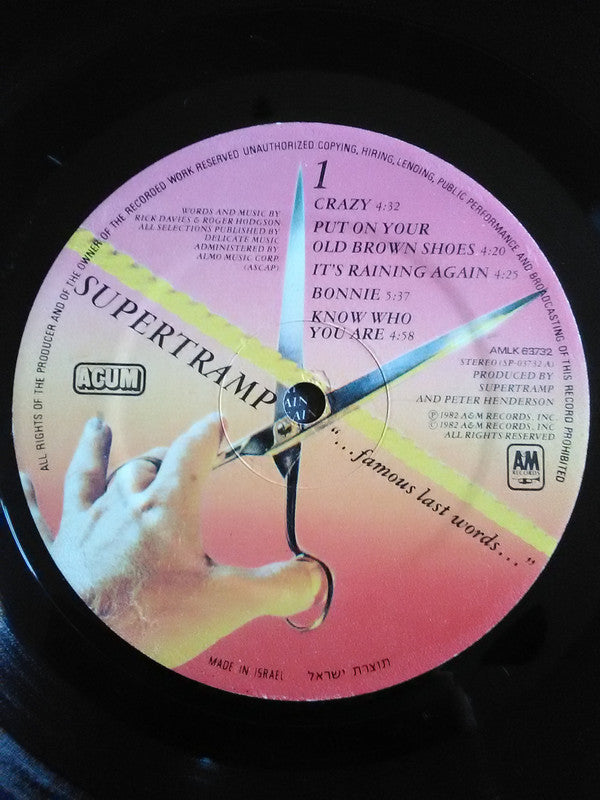 ALL RIGHTS OF THE PRODUCER AND OF THE OWNER OF THE RECORDED WORK RESERVED UNAUTHORIZED COPYING, HIRING, LENDING, PUBLIC PERFORMANCE AND BROADCASTING OF THIS RECORD PROHIBITED
1
CRAZY 4:32
PUT ON YOUR
OLD BROWN SHOES 4:20
IT'S RAINING AGAIN 4:25
BONNIE 5:37
KNOW WHO
YOU ARE 4:58
WORDS AND MUSIC BY
RICK DAVIES & ROGER HODGSON
ALL SELECTIONS PUBLISHED BY
DELICATE MUSIC
ADMINISTERED BY
ALMO MUSIC CORP.
(ASCAP)
SUPERTRAMP
ACUM
AMLK 63732
STEREO (SP-03732 A)
PRODUCED BY
SUPERTRAMP
AND PETER HENDERSON
℗ 1982 A&M RECORDS, INC.
© 1982 A&M RECORDS, INC.
ALL RIGHTS RESERVED
AM
RECORDS
AIN
AIN
"...famous last words..."
MADE IN ISRAEL תוצרת ישראל